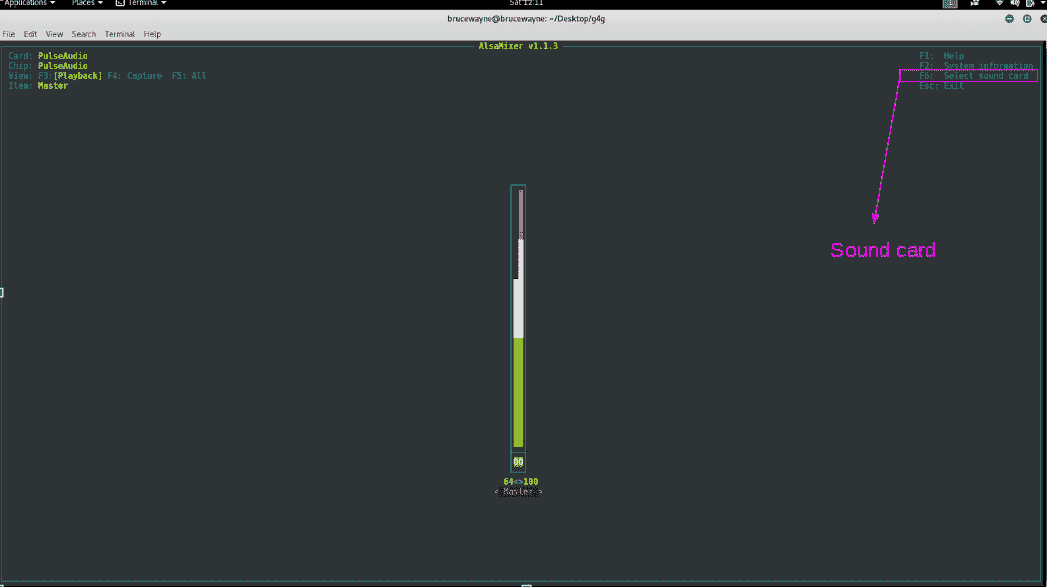 Applications Places Terminal Sat 12:11
brucewayne@brucewayne: ~/Desktop/g4g
File Edit View Search Terminal Help
AlsaMixer v1.1.3
Card: PulseAudio F1: Help
Chip: PulseAudio F2: System information
View: F3:[Playback] F4: Capture F5: All F6: Select sound card
Item: Master Esc: Exit
Sound card
OO
64<>100
< Master >